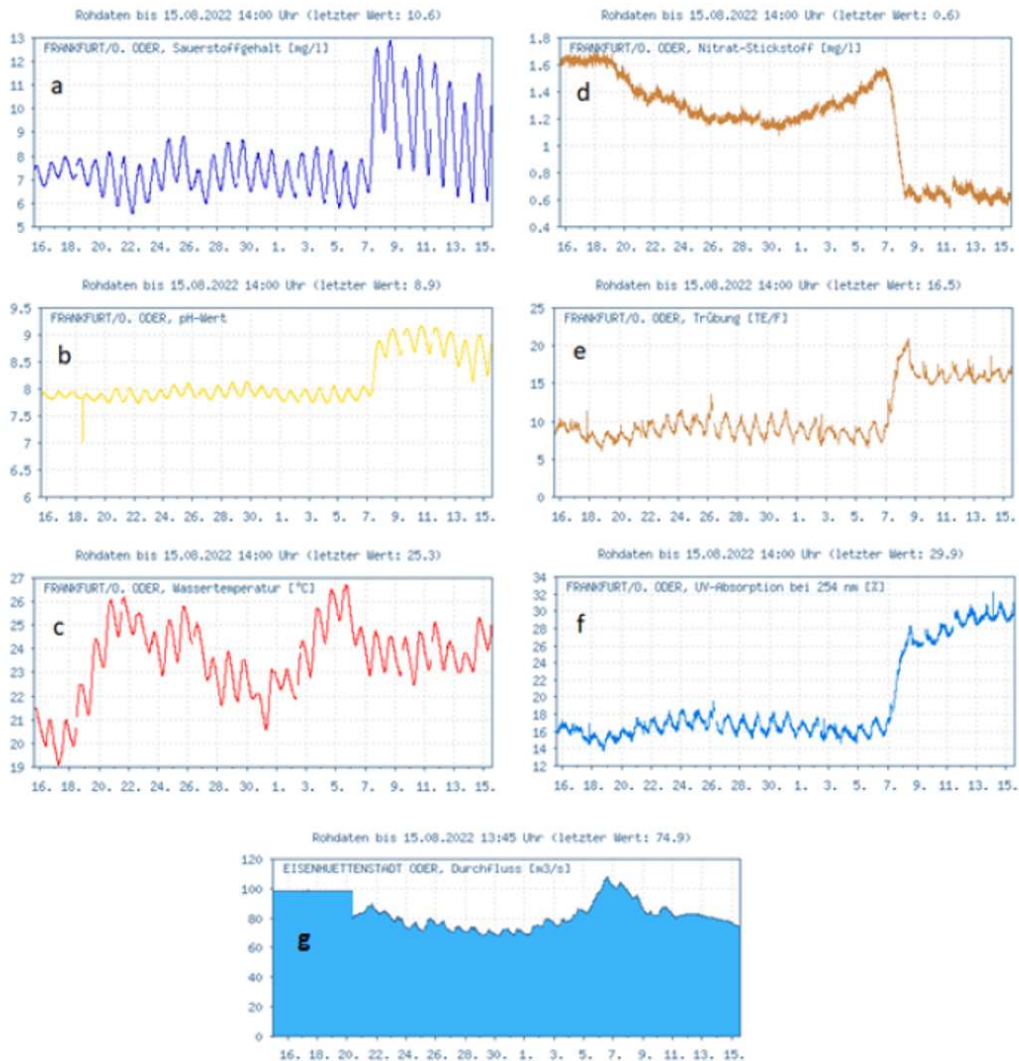 Rohdaten bis 15.08.2022 14:00 Uhr (letzter Wert: 10.6)
FRANKFURT/O. ODER, Sauerstoffgehalt [mg/l]
a
13
12
11
10
9
8
7
6
5
16. 18. 20. 22. 24. 26. 28. 30. 1. 3. 5. 7. 9. 11. 13. 15.
Rohdaten bis 15.08.2022 14:00 Uhr (letzter Wert: 0.6)
FRANKFURT/O. ODER, Nitrat-Stickstoff [mg/l]
d
1.8
1.6
1.4
1.2
1
0.8
0.6
0.4
16. 18. 20. 22. 24. 26. 28. 30. 1. 3. 5. 7. 9. 11. 13. 15.
Rohdaten bis 15.08.2022 14:00 Uhr (letzter Wert: 8.9)
FRANKFURT/O. ODER, pH-Wert
b
9.5
9
8.5
8
7.5
7
6.5
6
16. 18. 20. 22. 24. 26. 28. 30. 1. 3. 5. 7. 9. 11. 13. 15.
Rohdaten bis 15.08.2022 14:00 Uhr (letzter Wert: 16.5)
FRANKFURT/O. ODER, Trübung [TE/F]
e
25
20
15
10
5
0
16. 18. 20. 22. 24. 26. 28. 30. 1. 3. 5. 7. 9. 11. 13. 15.
Rohdaten bis 15.08.2022 14:00 Uhr (letzter Wert: 25.3)
FRANKFURT/O. ODER, Wassertemperatur [°C]
c
27
26
25
24
23
22
21
20
19
16. 18. 20. 22. 24. 26. 28. 30. 1. 3. 5. 7. 9. 11. 13. 15.
Rohdaten bis 15.08.2022 14:00 Uhr (letzter Wert: 29.9)
FRANKFURT/O. ODER, UV-Absorption bei 254 nm [%]
f
34
32
30
28
26
24
22
20
18
16
14
12
16. 18. 20. 22. 24. 26. 28. 30. 1. 3. 5. 7. 9. 11. 13. 15.
Rohdaten bis 15.08.2022 13:45 Uhr (letzter Wert: 74.9)
EISENHUETTENSTADT ODER, Durchfluss [m3/s]
g
120
100
80
60
40
20
0
16. 18. 20. 22. 24. 26. 28. 30. 1. 3. 5. 7. 9. 11. 13. 15.